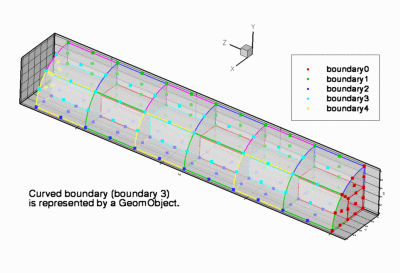 Y
Z
X
boundary0
boundary1
boundary2
boundary3
boundary4
Curved boundary (boundary 3)
is represented by a GeomObject.